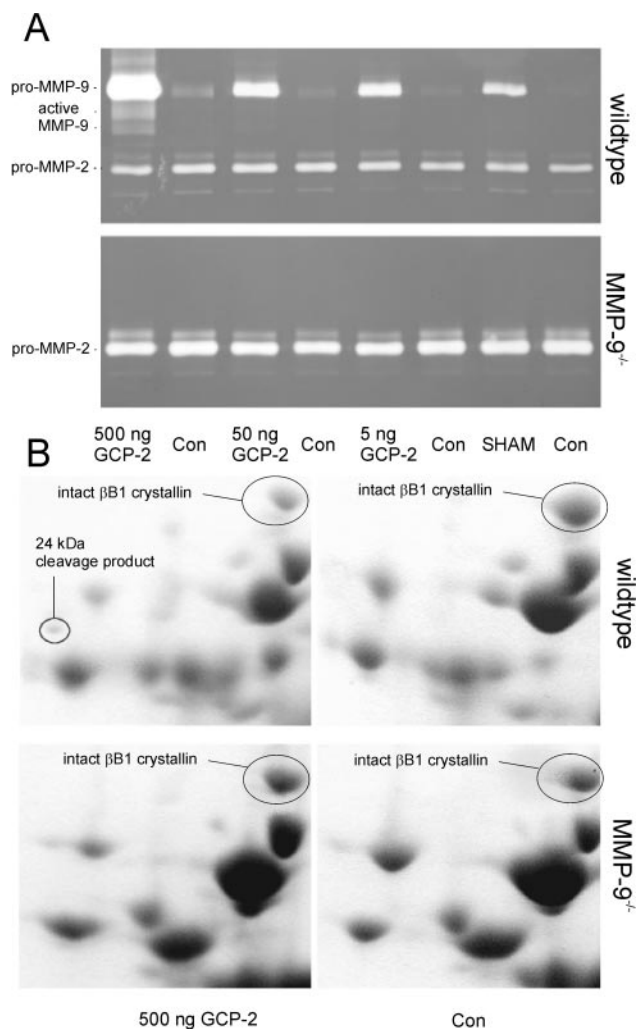 A
pro-MMP-9
active
MMP-9
pro-MMP-2
wildtype
pro-MMP-2
MMP-9-/-
500 ng Con 50 ng Con 5 ng Con SHAM Con
GCP-2 GCP-2 GCP-2
B
intact βB1 crystallin
24 kDa
cleavage product
intact βB1 crystallin
wildtype
intact βB1 crystallin
intact βB1 crystallin
MMP-9-/-
500 ng GCP-2
Con